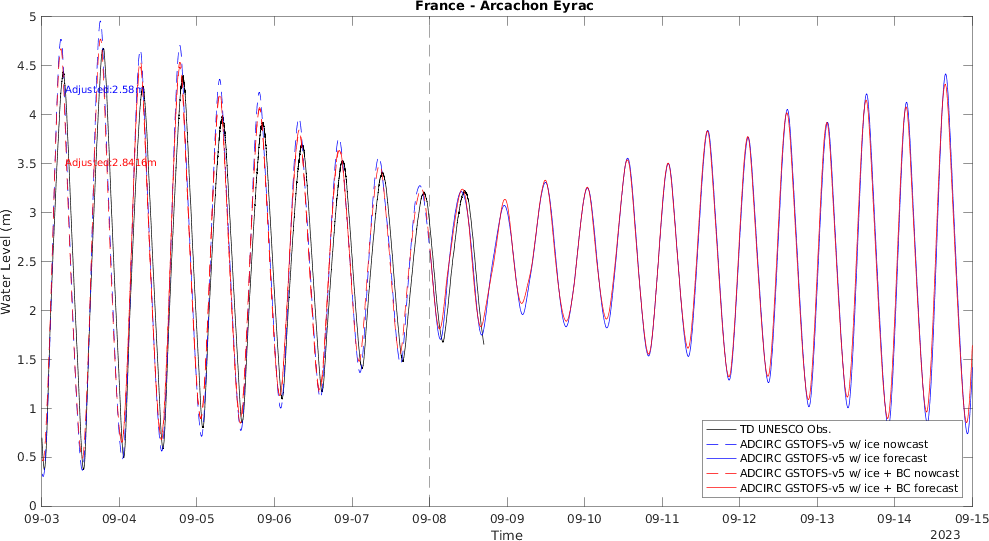 France - Arcachon Eyrac
5
4.5
4
3.5
3
2.5
2
1.5
1
0.5
0
Water Level (m)
Adjusted:2.58m
Adjusted:2.8416m
TD UNESCO Obs.
ADCIRC GSTOFS-v5 w/ ice nowcast
ADCIRC GSTOFS-v5 w/ ice forecast
ADCIRC GSTOFS-v5 w/ ice + BC nowcast
ADCIRC GSTOFS-v5 w/ ice + BC forecast
09-03 09-04 09-05 09-06 09-07 09-08 09-09 09-10 09-11 09-12 09-13 09-14 09-15
Time
2023